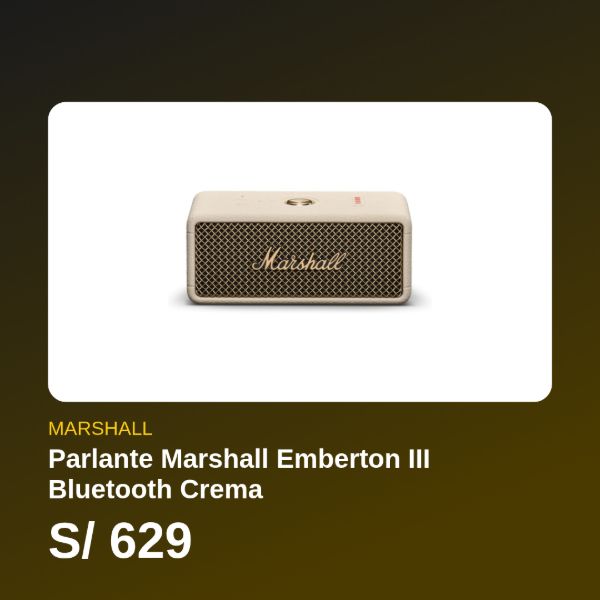 Marshall
MARSHALL
Parlante Marshall Emberton III
Bluetooth Crema
S/ 629